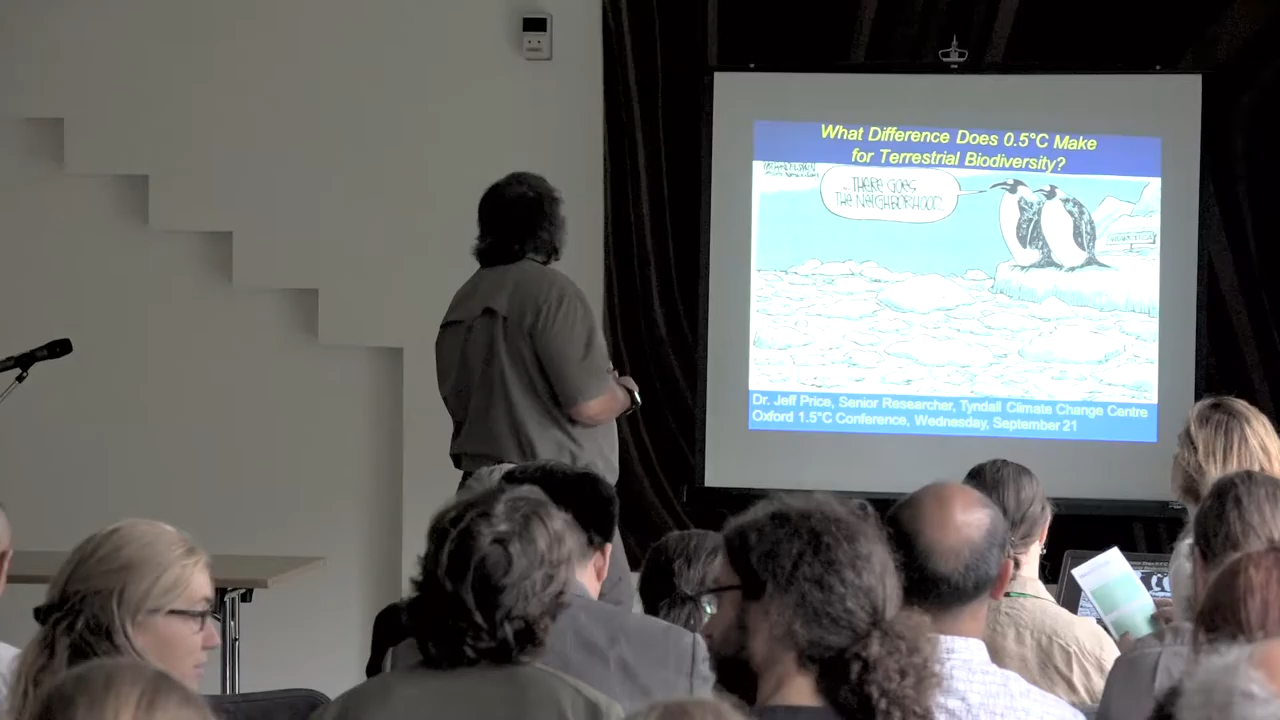 What Difference Does 0.5°C Make
for Terrestrial Biodiversity?
THERE GOES
THE NEIGHBORHOOD.
Dr. Jeff Price, Senior Researcher, Tyndall Climate Change Centre
Oxford 1.5°C Conference, Wednesday, September 21